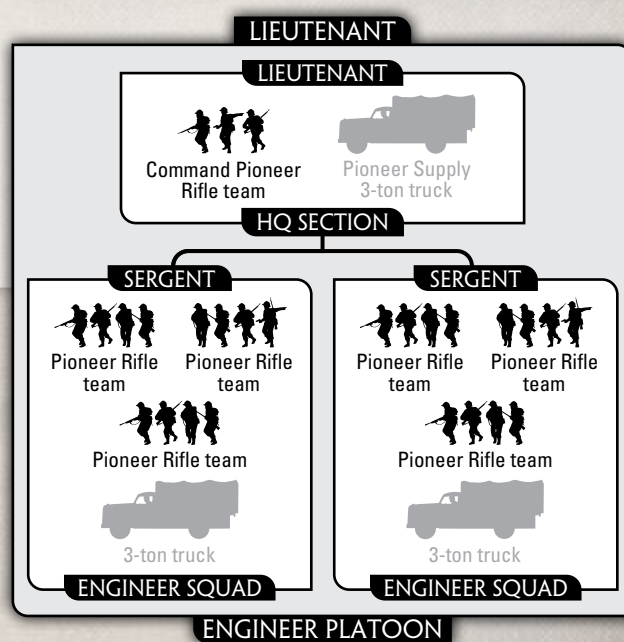 LIEUTENANT
LIEUTENANT
Command Pioneer
Rifle team
Pioneer Supply
3-ton truck
HQ SECTION
SERGENT
Pioneer Rifle
team
Pioneer Rifle
team
Pioneer Rifle team
3-ton truck
ENGINEER SQUAD
SERGENT
Pioneer Rifle
team
Pioneer Rifle
team
Pioneer Rifle team
3-ton truck
ENGINEER SQUAD
ENGINEER PLATOON